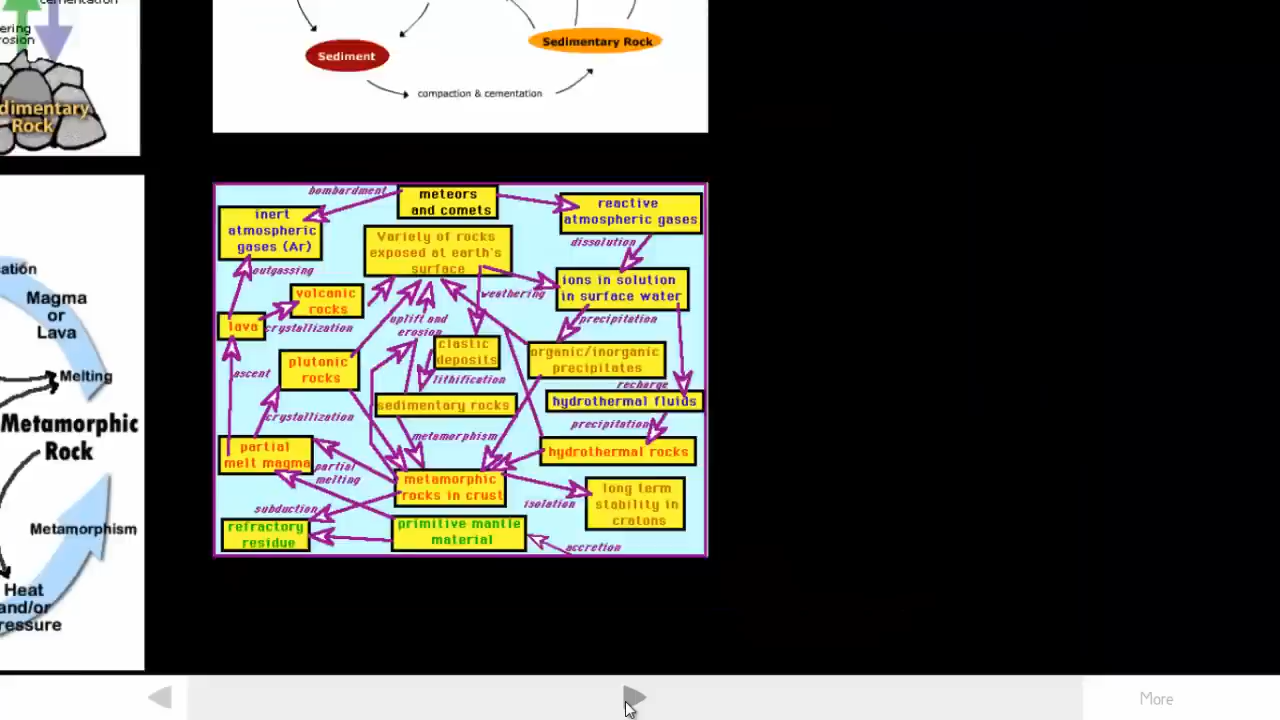 cementation
ering
rosion
dimentary
Rock
Sediment
Sedimentary Rock
compaction & cementation
ation
Magma
or
Lava
Melting
Metamorphic
Rock
Metamorphism
Heat
and/or
ressure
bombardment
meteors
and comets
reactive
atmospheric gases
inert
atmospheric
gases (Ar)
Variety of rocks
exposed at earth's
surface
dissolution
outgassing
ions in solution
in surface water
volcanic
rocks
weathering
lava
crystallization
uplift and
erosion
precipitation
clastic
deposits
organic/inorganic
precipitates
plutonic
rocks
ascent
lithification
recharge
sedimentary rocks
hydrothermal fluids
crystallization
metamorphism
precipitation
partial
melt magma
hydrothermal rocks
partial
melting
metamorphic
rocks in crust
long term
stability in
cratons
isolation
subduction
refractory
residue
primitive mantle
material
accretion
More